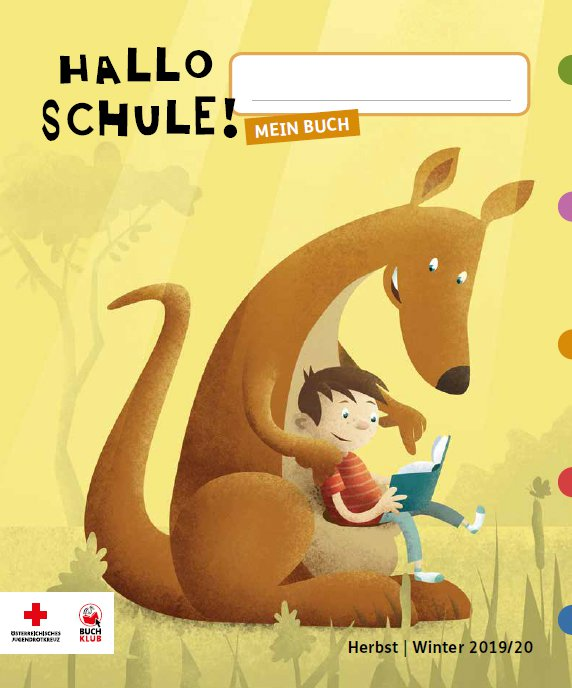 HALLO
SCHULE!
MEIN BUCH
ÖSTERREICHISCHES
JUGENDROTKREUZ
BUCH
KLUB
Herbst | Winter 2019/20